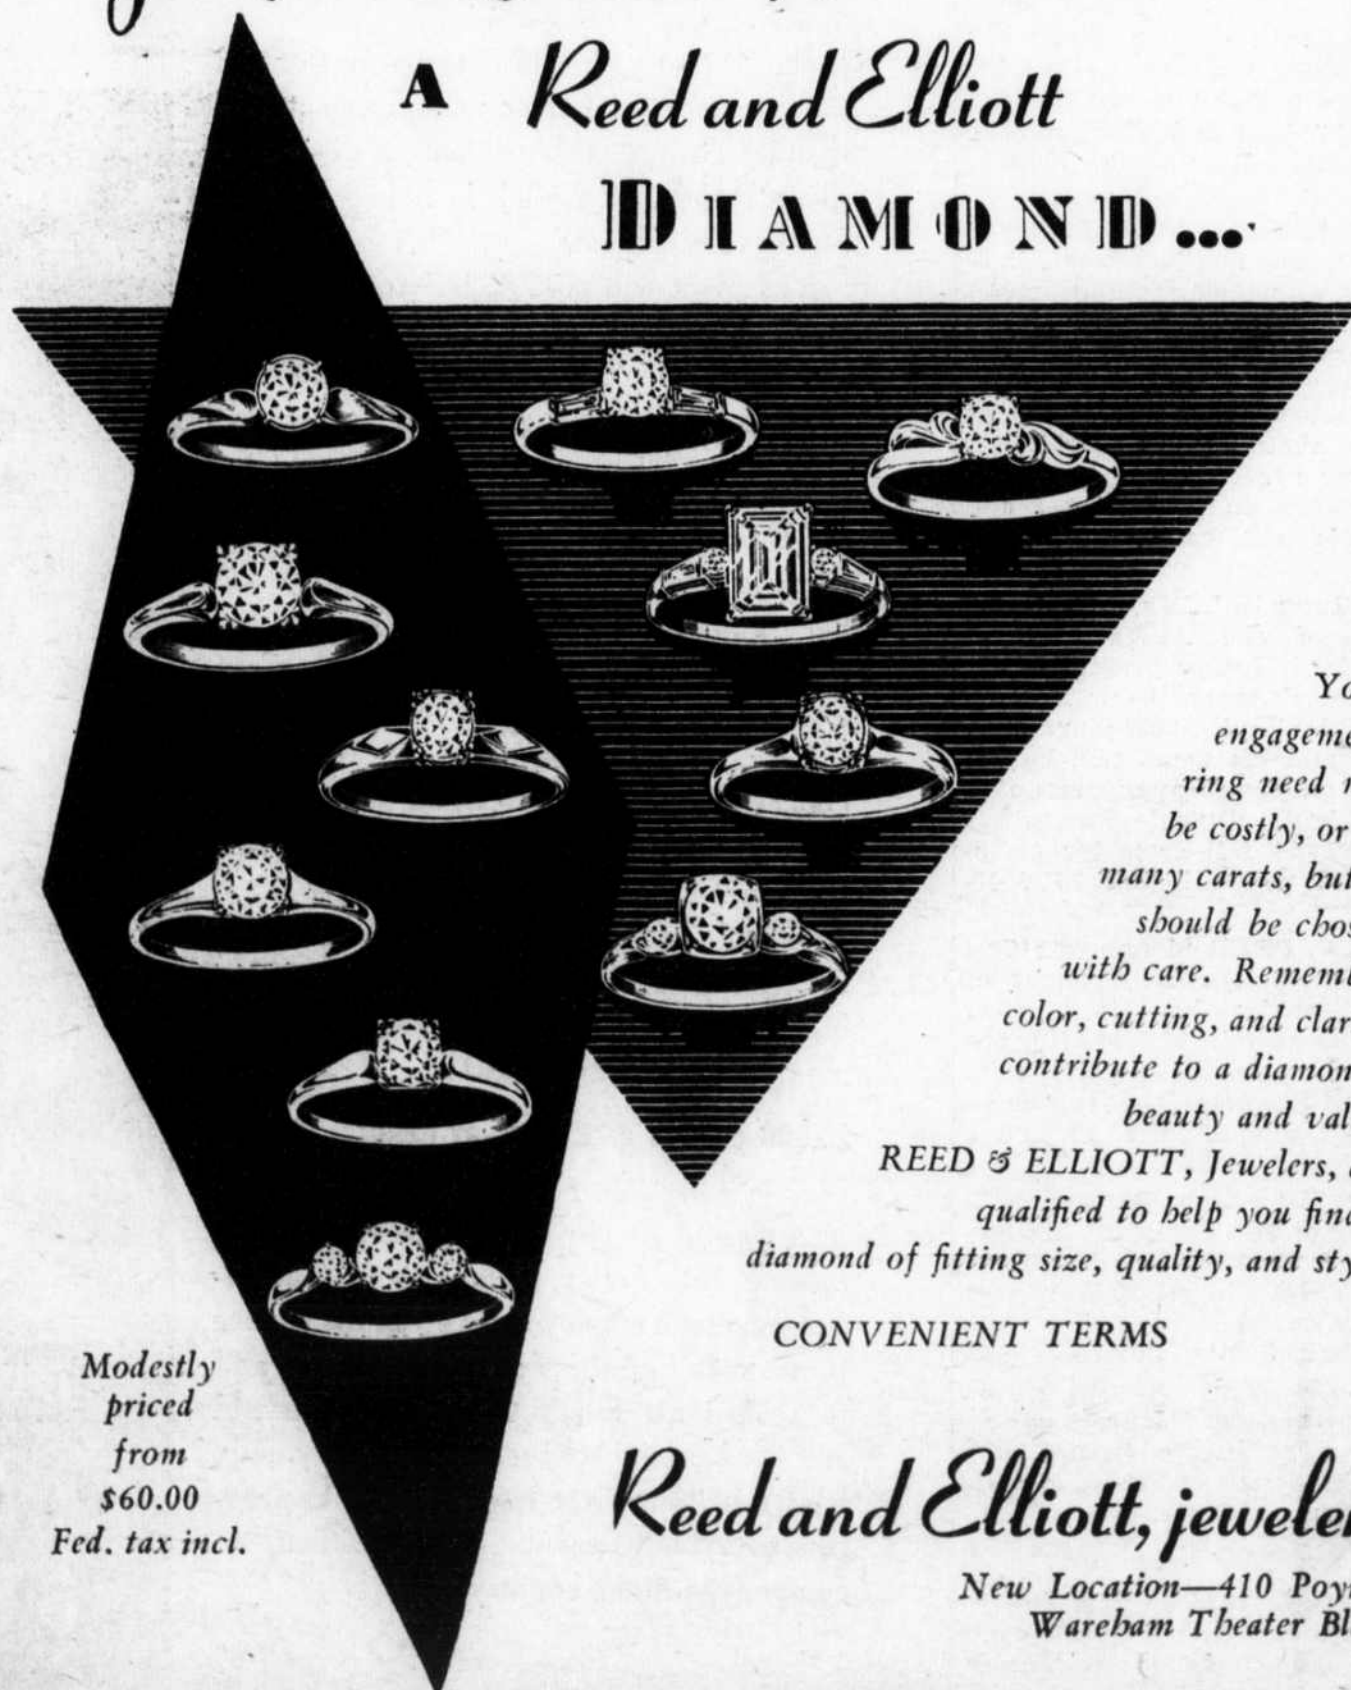 A Reed and Elliott
DIAMOND...
Yo
engageme
ring need n
be costly, or
many carats, but
should be chos
with care. Rememb
color, cutting, and clar
contribute to a diamon
beauty and val
REED & ELLIOTT, Jewelers,
qualified to help you find
diamond of fitting size, quality, and sty
CONVENIENT TERMS
Modestly
priced
from
$60.00
Fed. tax incl.
Reed and Elliott, jeweler
New Location—410 Poyn
Wareham Theater Bl